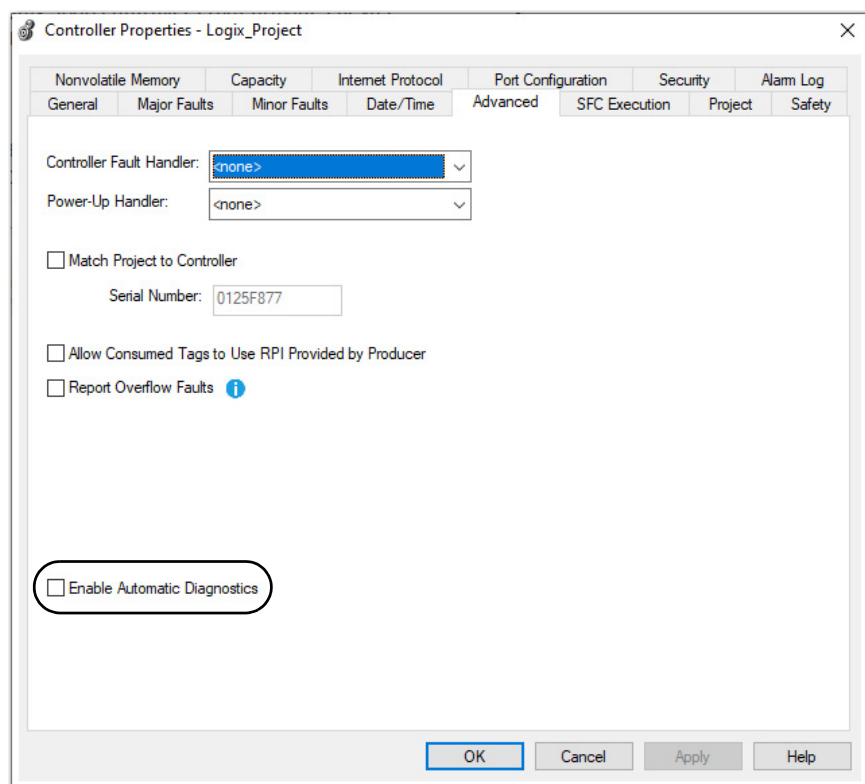 Controller Properties - Logix_Project
Nonvolatile Memory Capacity Internet Protocol Port Configuration Security Alarm Log
General Major Faults Minor Faults Date/Time Advanced SFC Execution Project Safety
Controller Fault Handler: <none>
Power-Up Handler: <none>
Match Project to Controller
Serial Number: 0125F877
Allow Consumed Tags to Use RPI Provided by Producer
Report Overflow Faults
Enable Automatic Diagnostics
OK Cancel Apply Help